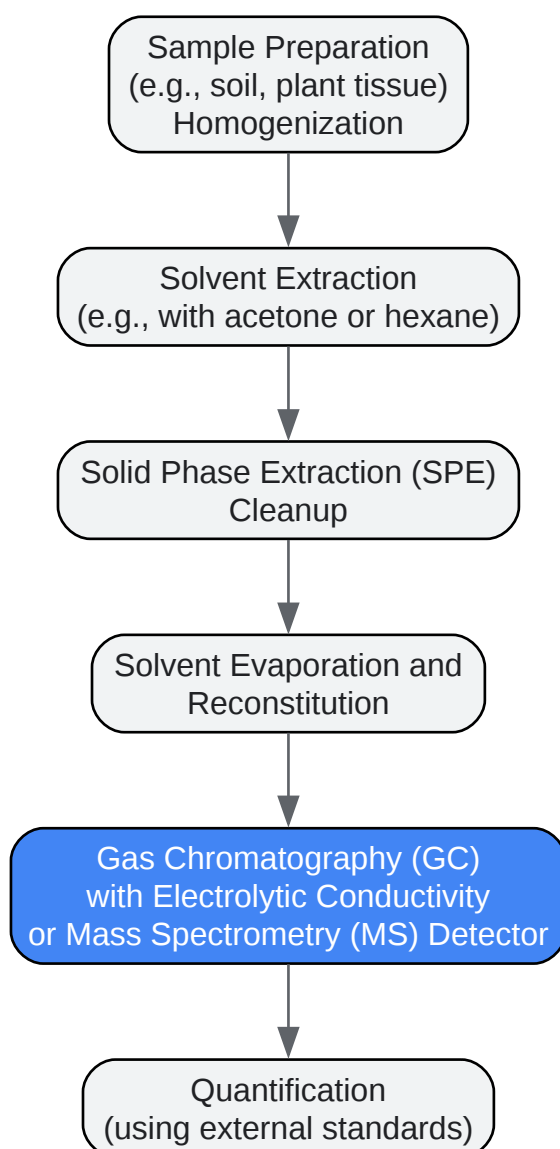 Sample Preparation
(e.g., soil, plant tissue)
Homogenization
Solvent Extraction
(e.g., with acetone or hexane)
Solid Phase Extraction (SPE)
Cleanup
Solvent Evaporation and
Reconstitution
Gas Chromatography (GC)
with Electrolytic Conductivity
or Mass Spectrometry (MS) Detector
Quantification
(using external standards)